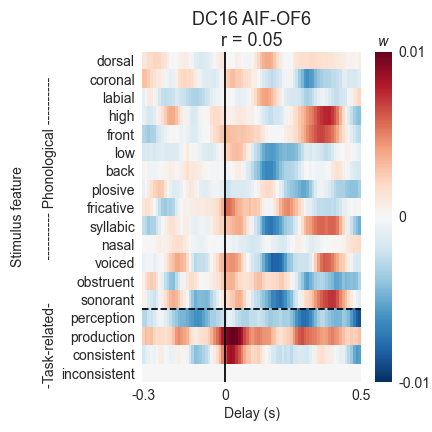 DC16 AIF-OF6
r = 0.05
w
dorsal
coronal
labial
high
front
low
back
plosive
fricative
syllabic
nasal
voiced
obstruent
sonorant
perception
production
consistent
inconsistent
Stimulus feature
-Task-related- ---------- Phonological ----------
-0.3
0
0.5
Delay (s)
0.01
0
-0.01